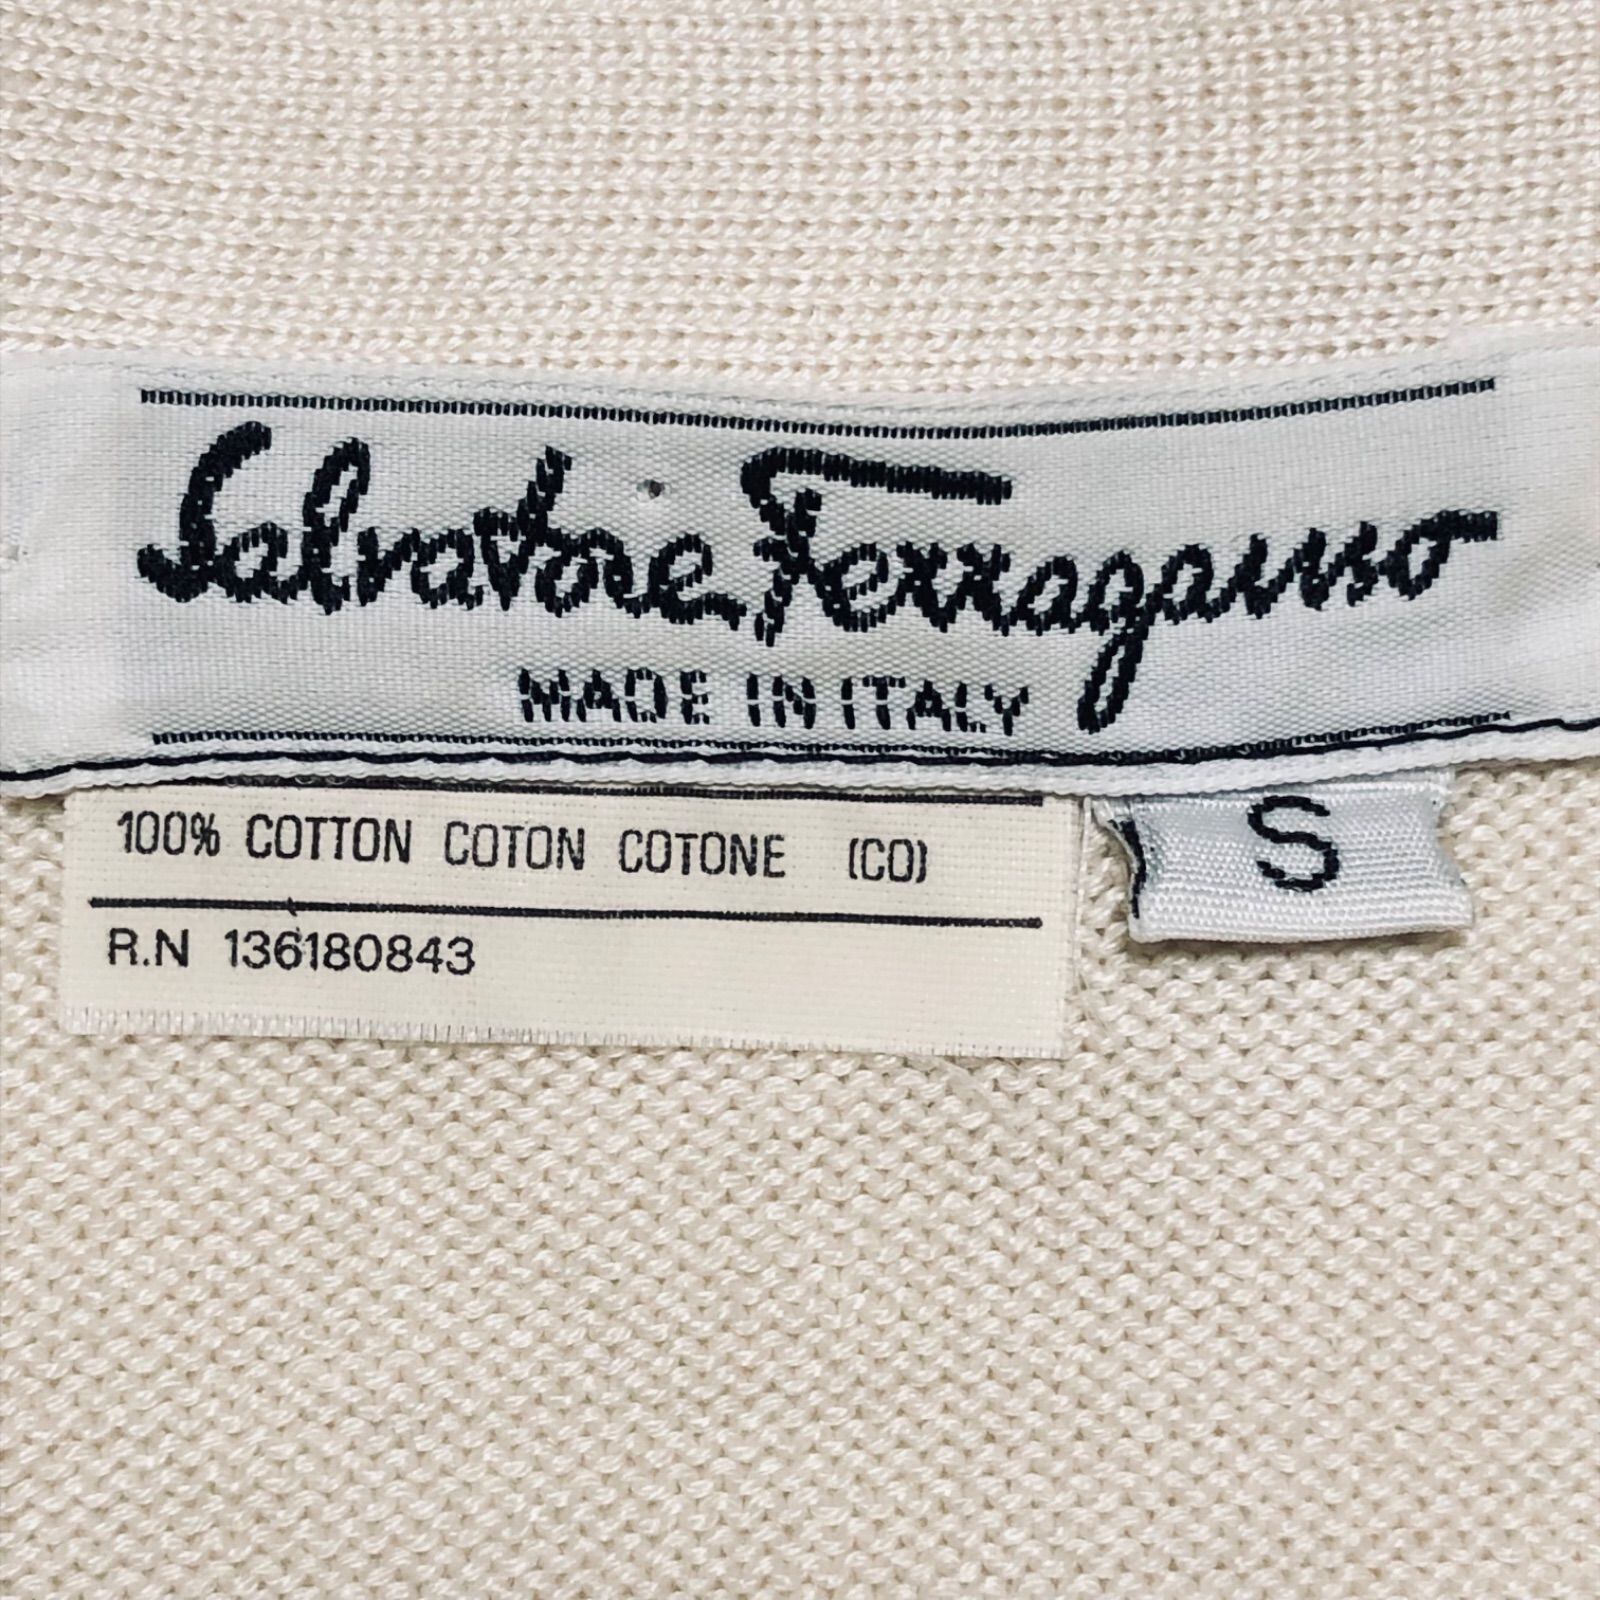 Salvatore Ferragamo
MADE IN ITALY
100% COTTON COTON COTONE (CO)
R.N 136180843
S